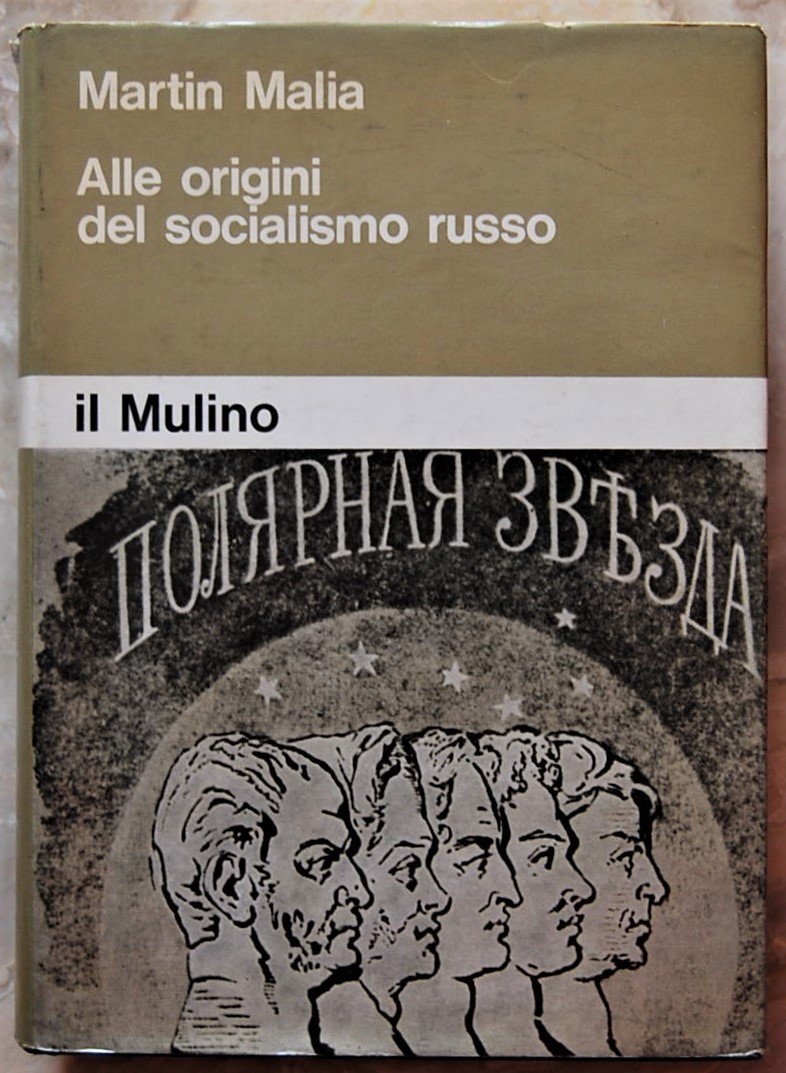 Martin Malia
Alle origini
del socialismo russo
il Mulino
ПОЛЯРНАЯ ЗВѢЗДА